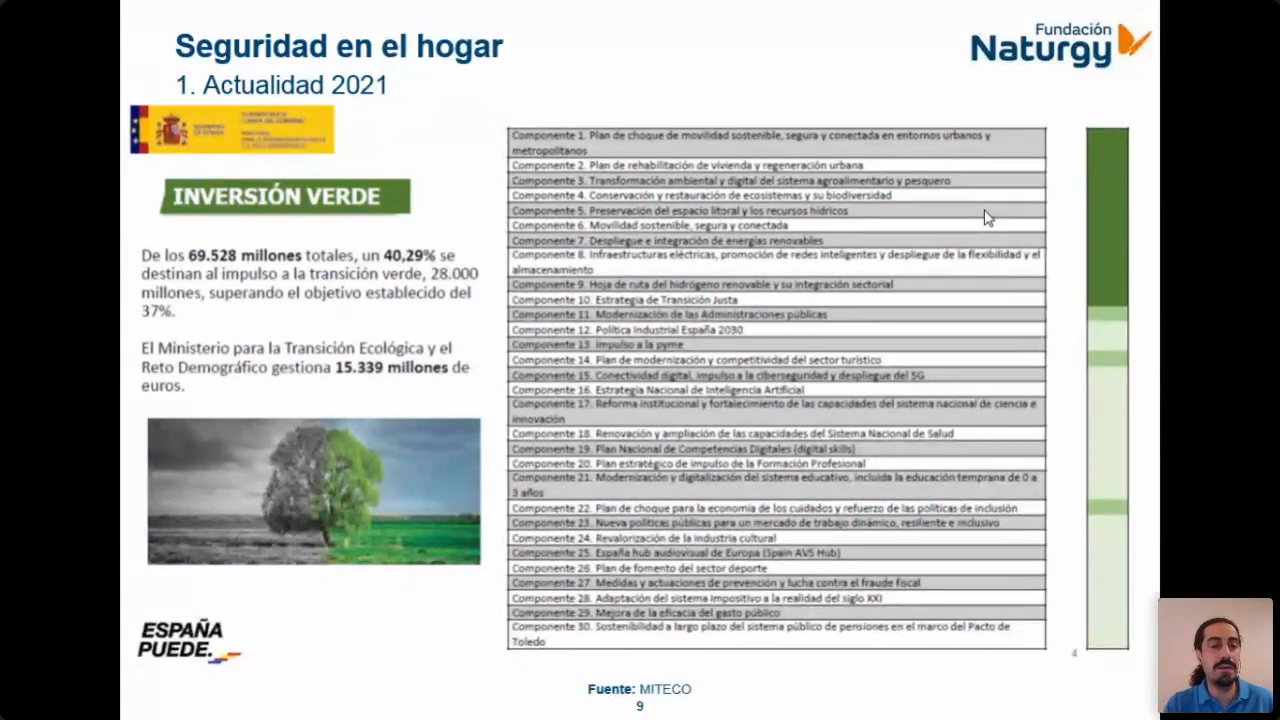 Seguridad en el hogar
1. Actualidad 2021
Fundación
Naturgy
INVERSIÓN VERDE
De los 69.528 millones totales, un 40,29% se
destinan al impulso a la transición verde, 28.000
millones, superando el objetivo establecido del
37%.
El Ministerio para la Transición Ecológica y el
Reto Demográfico gestiona 15.339 millones de
euros.
ESPAÑA
PUEDE.
Componente 1. Plan de choque de movilidad sostenible, segura y conectada en entornos urbanos y
metropolitanos
Componente 2. Plan de rehabilitación de vivienda y regeneración urbana
Componente 3. Transformación ambiental y digital del sistema agroalimentario y pesquero
Componente 4. Conservación y restauración de ecosistemas y su biodiversidad
Componente 5. Preservación del espacio litoral y los recursos hídricos
Componente 6. Movilidad sostenible, segura y conectada
Componente 7. Despliegue e integración de energías renovables
Componente 8. Infraestructuras eléctricas, promoción de redes inteligentes y despliegue de la flexibilidad y el
almacenamiento
Componente 9. Hoja de ruta del hidrógeno renovable y su integración sectorial
Componente 10. Estrategia de Transición Justa
Componente 11. Modernización de las Administraciones públicas
Componente 12. Política Industrial España 2030
Componente 13. Impulso a la pyme
Componente 14. Plan de modernización y competitividad del sector turístico
Componente 15. Conectividad digital, impulso a la ciberseguridad y despliegue del 5G
Componente 16. Estrategia Nacional de Inteligencia Artificial
Componente 17. Reforma institucional y fortalecimiento de las capacidades del sistema nacional de ciencia e
innovación
Componente 18. Renovación y ampliación de las capacidades del Sistema Nacional de Salud
Componente 19. Plan Nacional de Competencias Digitales (digital skills)
Componente 20. Plan estratégico de impulso de la Formación Profesional
Componente 21. Modernización y digitalización del sistema educativo, incluida la educación temprana de 0 a
3 años
Componente 22. Plan de choque para la economía de los cuidados y refuerzo de las políticas de inclusión
Componente 23. Nueva políticas públicas para un mercado de trabajo dinámico, resiliente e inclusivo
Componente 24. Revalorización de la industria cultural
Componente 25. España hub audiovisual de Europa (Spain AVS Hub)
Componente 26. Plan de fomento del sector deporte
Componente 27. Medidas y actuaciones de prevención y lucha contra el fraude fiscal
Componente 28. Adaptación del sistema impositivo a la realidad del siglo XXI
Componente 29. Mejora de la eficacia del gasto público
Componente 30. Sostenibilidad a largo plazo del sistema público de pensiones en el marco del Pacto de
Toledo
4
Fuente: MITECO
9